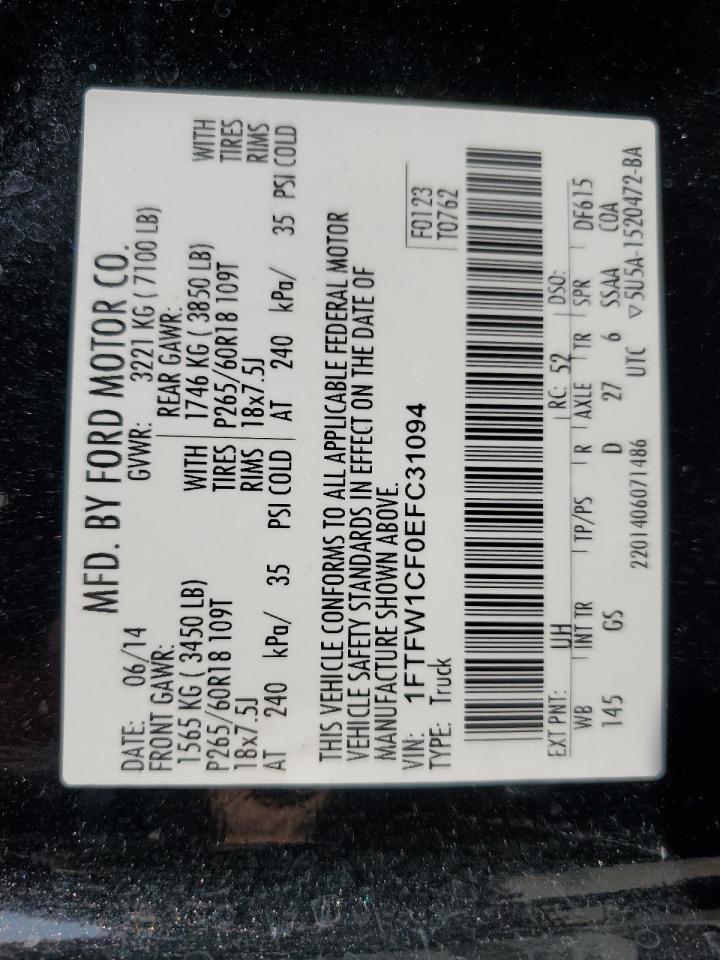 MFD. BY FORD MOTOR CO.
DATE: 06/14 GVWR: 3221 KG ( 7100 LB)
FRONT GAWR: REAR GAWR:
1565 KG ( 3450 LB) WITH 1746 KG ( 3850 LB) WITH
P265/60R18 109T TIRES P265/60R18 109T TIRES
18x7.5J RIMS 18x7.5J RIMS
AT 240 kPa/ 35 PSI COLD AT 240 kPa/ 35 PSI COLD
THIS VEHICLE CONFORMS TO ALL APPLICABLE FEDERAL MOTOR
VEHICLE SAFETY STANDARDS IN EFFECT ON THE DATE OF
MANUFACTURE SHOWN ABOVE.
VIN: 1FTFW1CF0EFC31094
TYPE: Truck
F0123
T0762
EXT PNT: UH RC: 52 DSO:
WB INT TR TP/PS R AXLE TR SPR DF615
145 GS D 27 6 SSAA COA
2201406071486 UTC ▽5U5A-1520472-BA